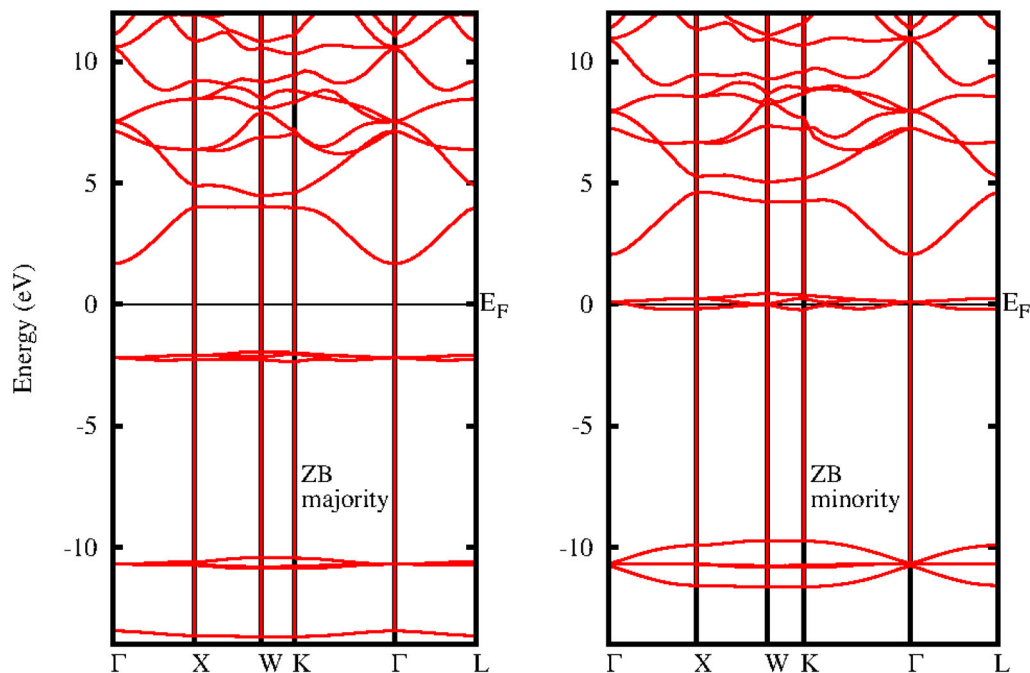 Energy (eV)
10
5
0
-5
-10
E_F
ZB
majority
Γ X W K Γ L
10
5
0
-5
-10
E_F
ZB
minority
Γ X W K Γ L